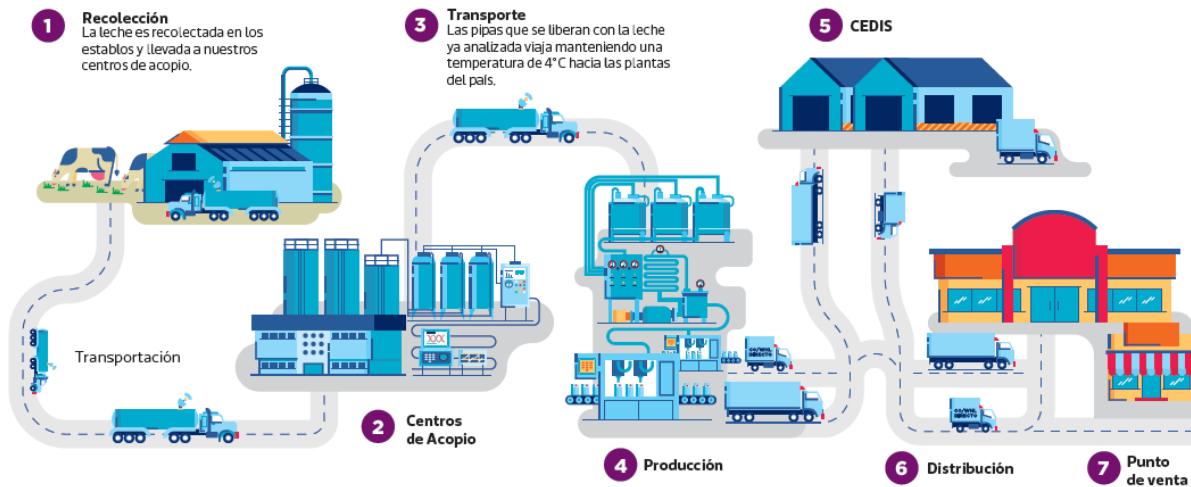 1
Recolección
La leche es recolectada en los
establos y llevada a nuestros
centros de acopio.
Transportación
2
Centros
de Acopio
3
Transporte
Las pipas que se liberan con la leche
ya analizada viaja manteniendo una
temperatura de 4°C hacia las plantas
del país.
4
Producción
DIRECTO
5
CEDIS
6
Distribución
DIRECTO
7
Punto
de venta